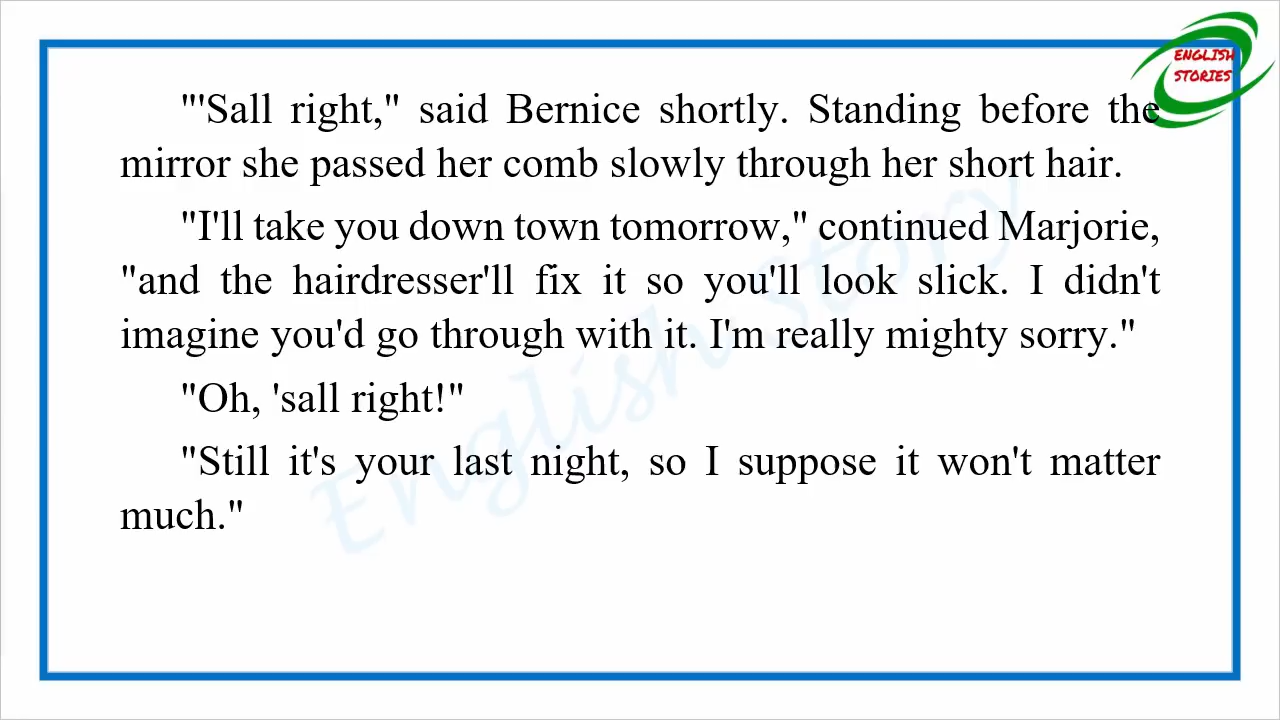 ENGLISH
STORIES
"'Sall right," said Bernice shortly. Standing before the
mirror she passed her comb slowly through her short hair.
"I'll take you down town tomorrow," continued Marjorie,
"and the hairdresser'll fix it so you'll look slick. I didn't
imagine you'd go through with it. I'm really mighty sorry."
"Oh, 'sall right!"
"Still it's your last night, so I suppose it won't matter
much."
English Story